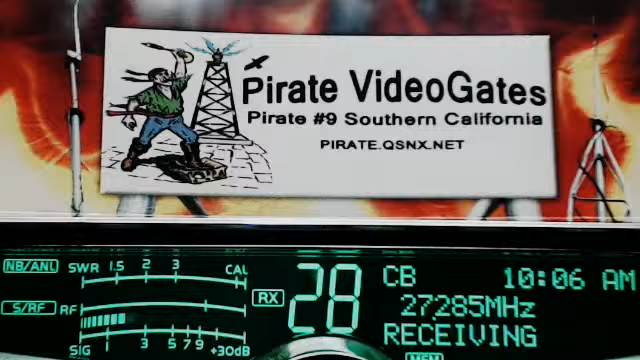 Pirate VideoGates
Pirate #9 Southern California
PIRATE.QSNX.NET
NB/ANL SWR 1.5 2 3 CAL
S/RF RF
SIG 1 3 5 7 9 +30dB
RX 28
CB 10:06 AM
27285MHz
RECEIVING
MEM